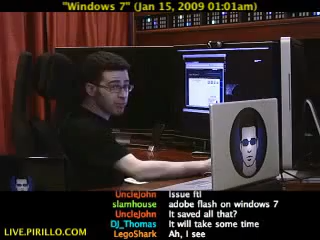 "Windows 7" (Jan 15, 2009 01:01am)
UncleJohn Issue ftl
slamhouse adobe flash on windows 7
UncleJohn It saved all that?
DJ_Thomas It will take some time
LegoShark Ah, I see
LIVE.PIRILLO.COM